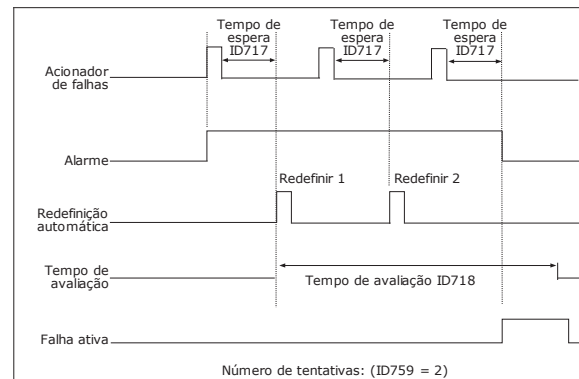 Tempo de
espera
ID717
Tempo de
espera
ID717
Tempo de
espera
ID717
Acionador
de falhas
Alarme
Redefinir 1
Redefinir 2
Redefinição
automática
Tempo de
avaliação
Tempo de avaliação ID718
Falha ativa
Número de tentativas: (ID759 = 2)